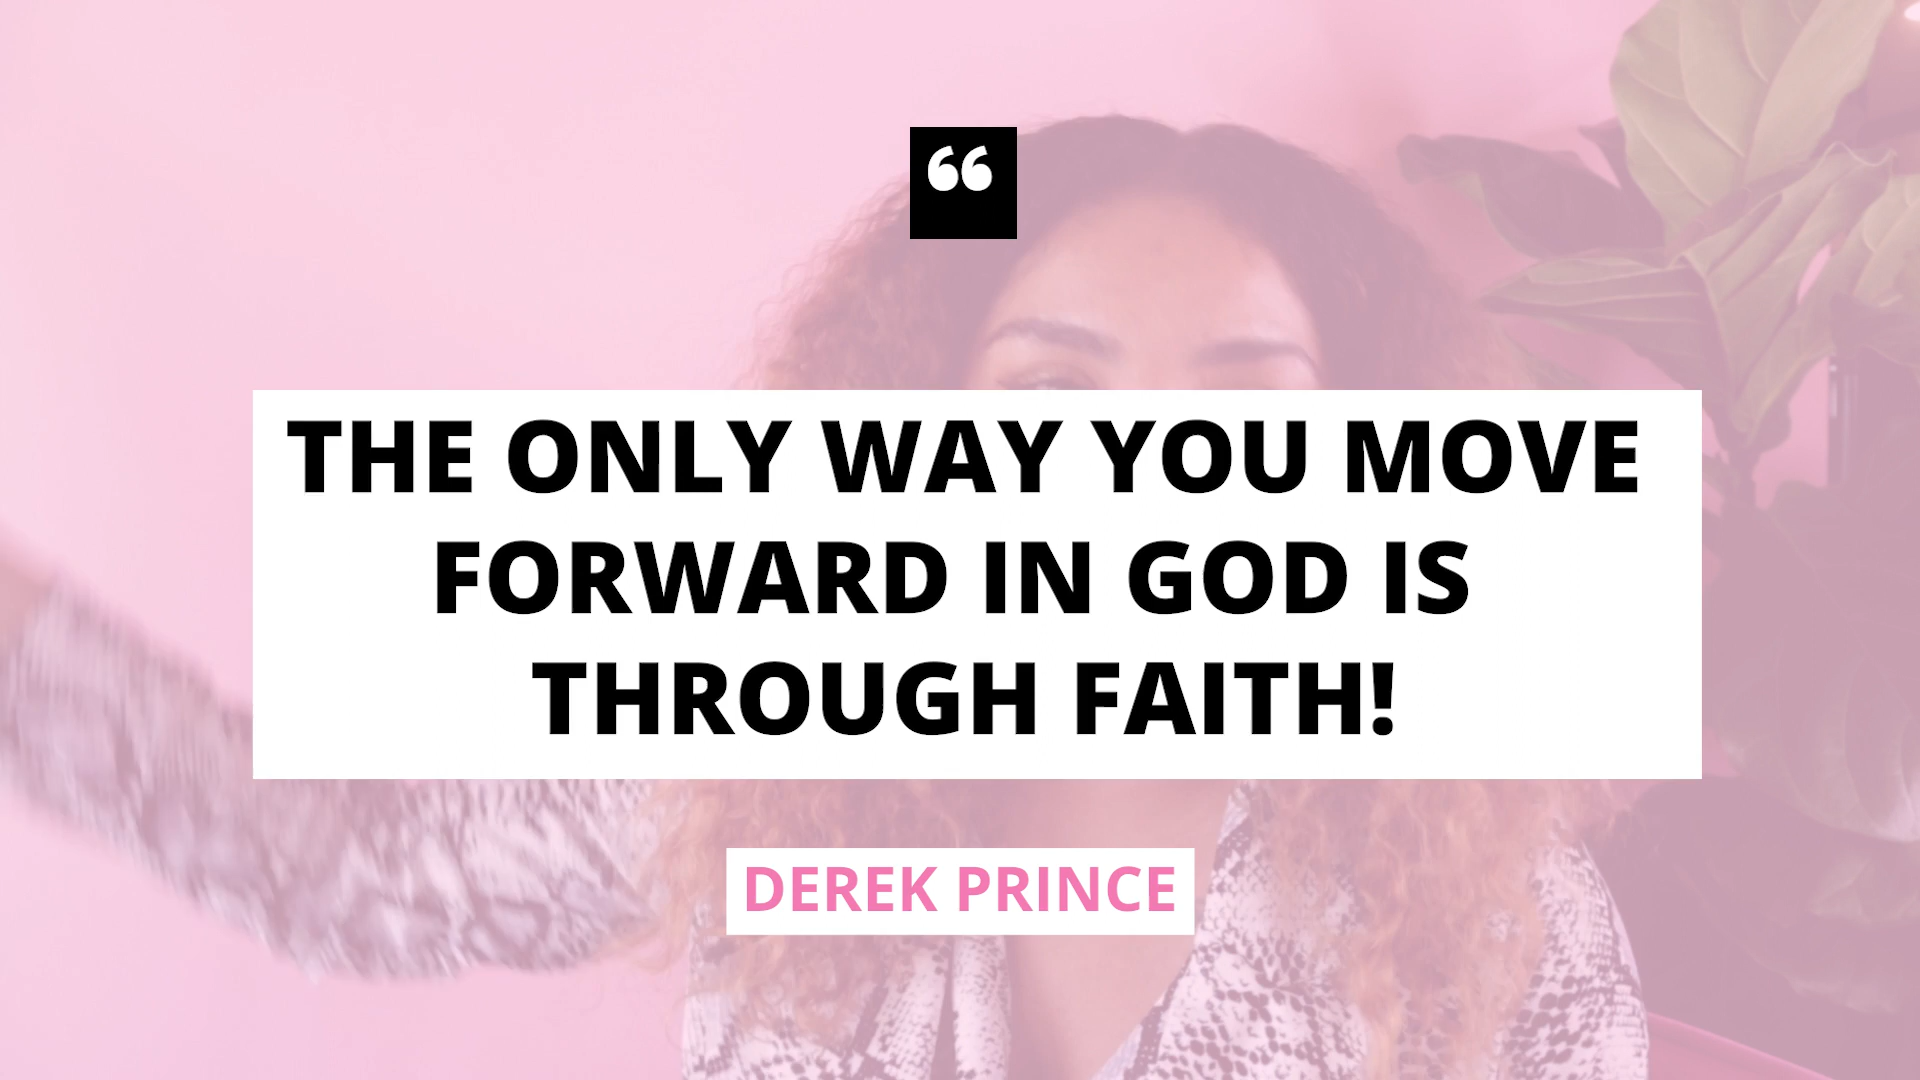 “
THE ONLY WAY YOU MOVE
FORWARD IN GOD IS
THROUGH FAITH!
DEREK PRINCE